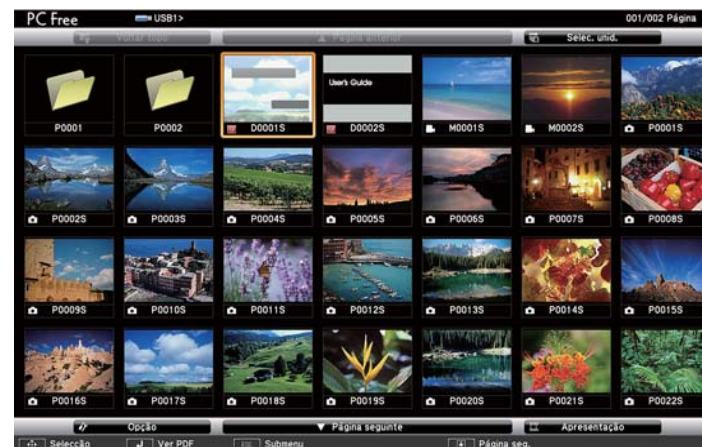 PC Free USB1> 001/002 Página
Voltar topo Página anterior Selec. unid.
User's Guide
P0001 P0002 D0001S D0002S M0001S M0002S P0001S
P0002S P0003S P0004S P0005S P0006S P0007S P0008S
P0009S P0010S P0011S P0012S P0013S P0014S P0015S
P0016S P0017S P0018S P0019S P0020S P0021S P0022S
Opção Página seguinte Apresentação
Selecção Ver PDF Submenu Página seg.